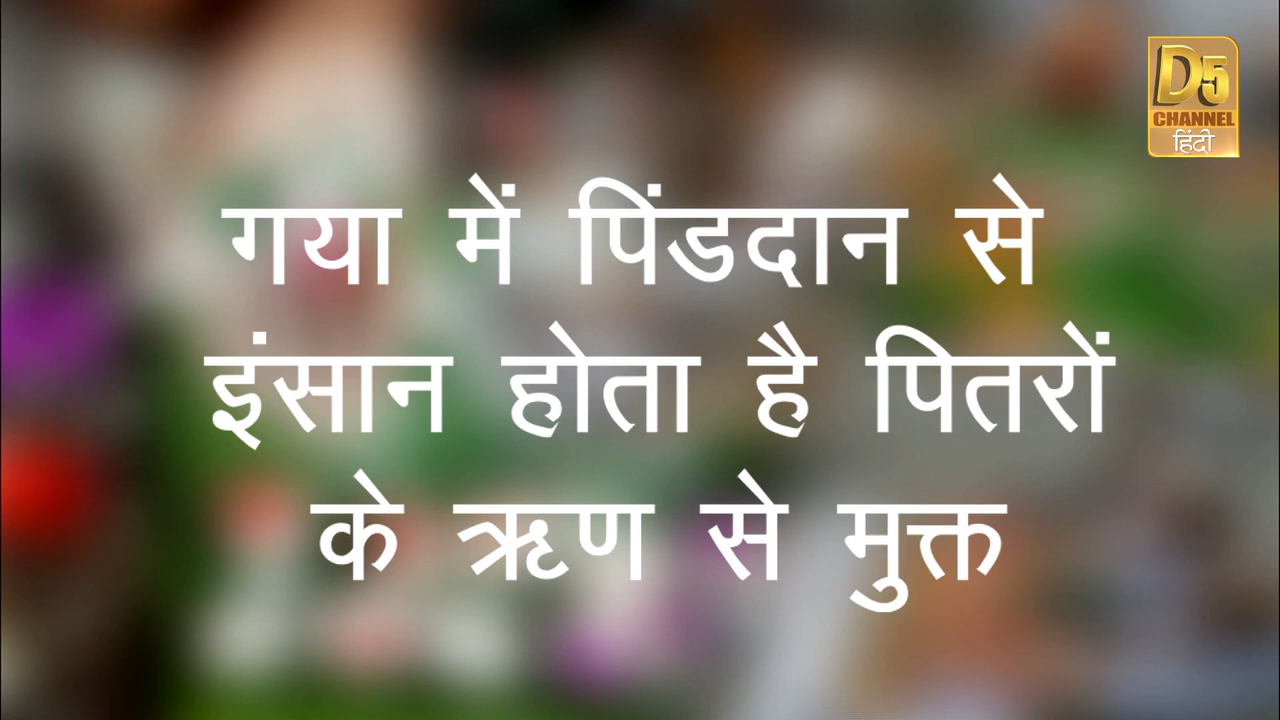 D5
CHANNEL
हिंदी
गया में पिंडदान से
इंसान होता है पितरों
के ऋण से मुक्त